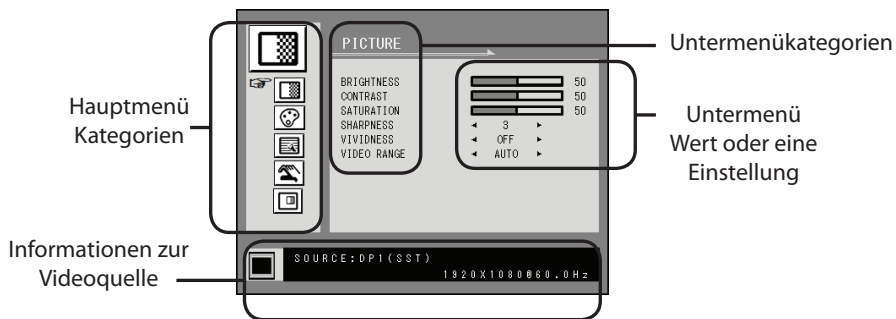 PICTURE
Untermenükategorien
BRIGHTNESS 50
CONTRAST 50
SATURATION 50
SHARPNESS 3
VIVIDNESS OFF
VIDEO RANGE AUTO
Hauptmenü
Kategorien
Untermenü
Wert oder eine
Einstellung
Informationen zur
Videoquelle
SOURCE:DP1(SST)
1920X1080@60.0Hz